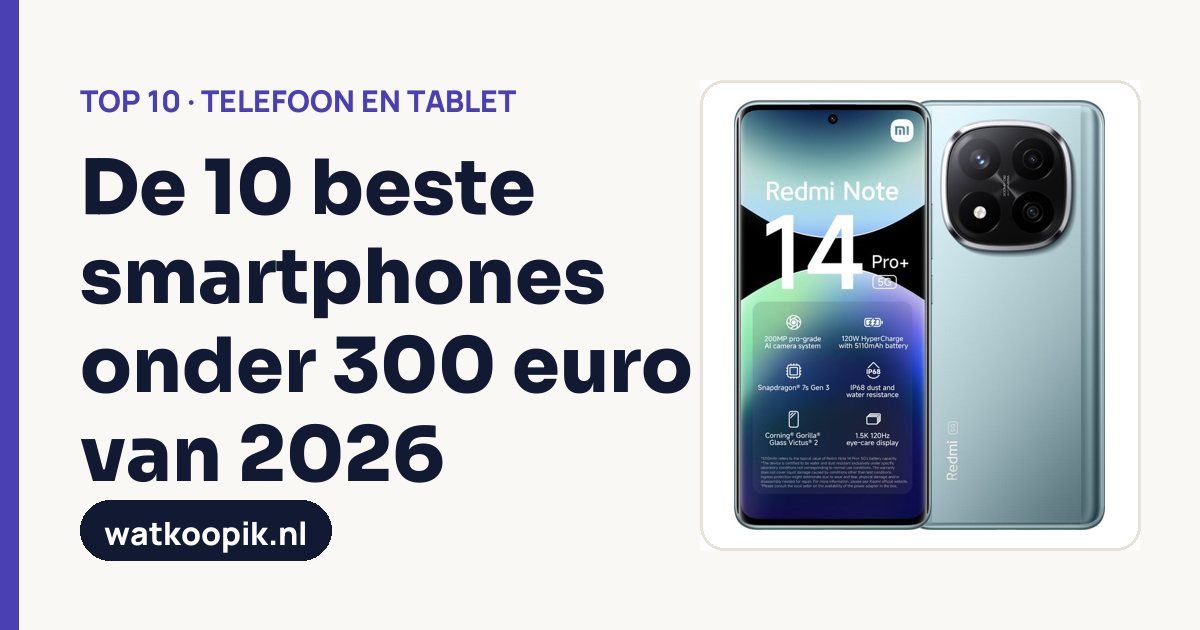 TOP 10 · TELEFOON EN TABLET
De 10 beste
smartphones
onder 300 euro
van 2026
watkoopik.nl
mi
Redmi Note
14 Pro+
5G
200MP pro-grade
AI camera system
120W HyperCharge
with 5110mAh battery
Snapdragon® 7s Gen 3
IP68
IP68 dust and
water resistance
Corning® Gorilla®
Glass Victus® 2
1.5K 120Hz
eye-care display
Redmi 5G